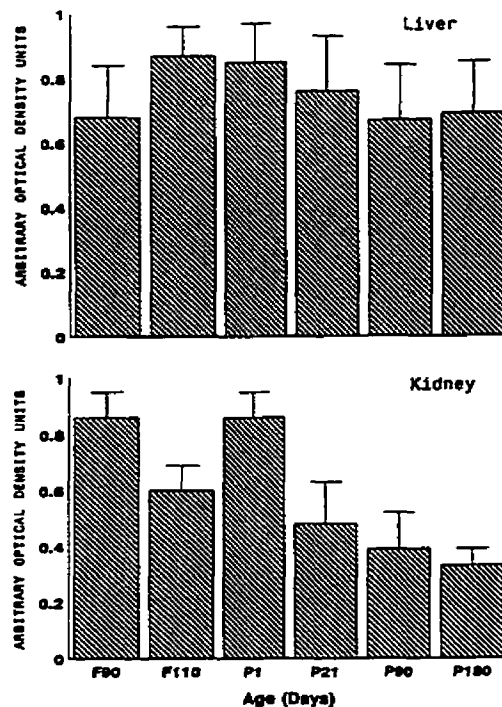 Liver
ARBITRARY OPTICAL DENSITY UNITS
1
0.8
0.6
0.4
0.2
0
Kidney
ARBITRARY OPTICAL DENSITY UNITS
1
0.8
0.6
0.4
0.2
0
F90 F110 P1 P21 P90 P180
Age (Days)